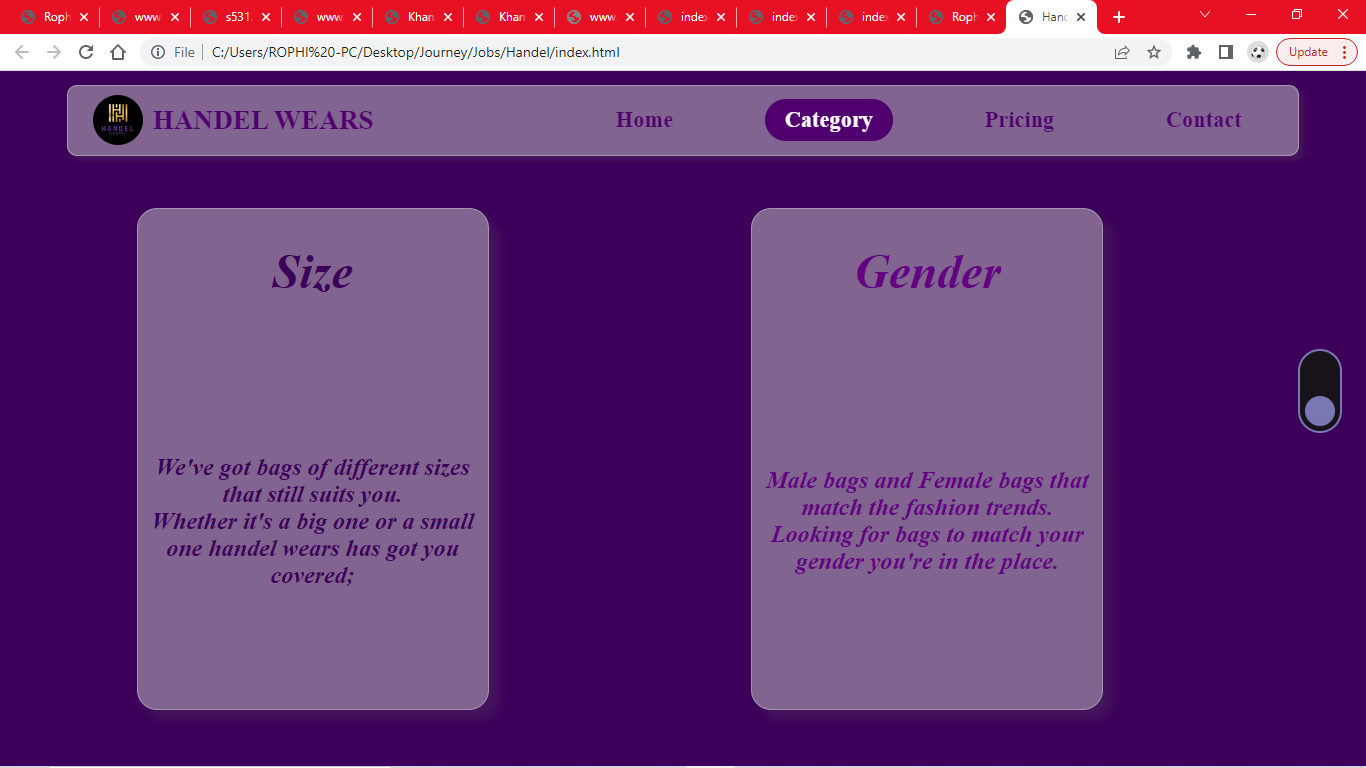 Roph
www.
s531.
www.
Khan
Khan
www.
index
index
index
Roph
Hand
File
C:/Users/ROPHI%20-PC/Desktop/Journey/Jobs/Handel/index.html
Update
HANDEL
HANDEL WEARS
Home
Category
Pricing
Contact
Size
We've got bags of different sizes
that still suits you.
Whether it's a big one or a small
one handel wears has got you
covered;
Gender
Male bags and Female bags that
match the fashion trends.
Looking for bags to match your
gender you're in the place.